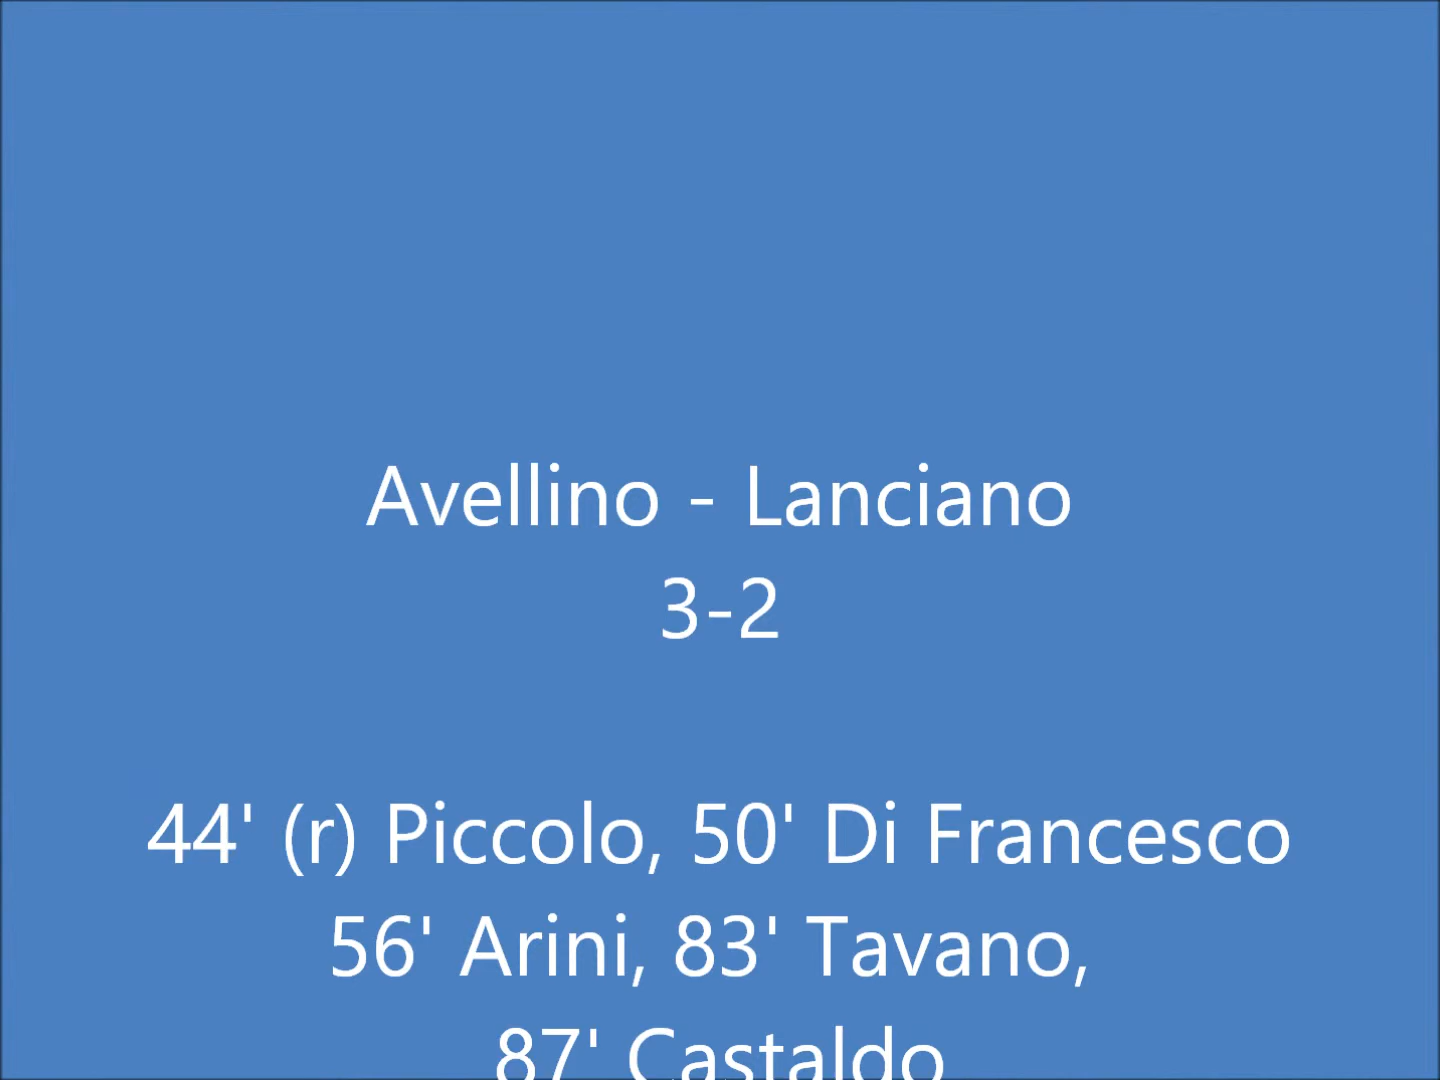 Avellino - Lanciano
3-2
44' (r) Piccolo, 50' Di Francesco
56' Arini, 83' Tavano,
87' Castaldo